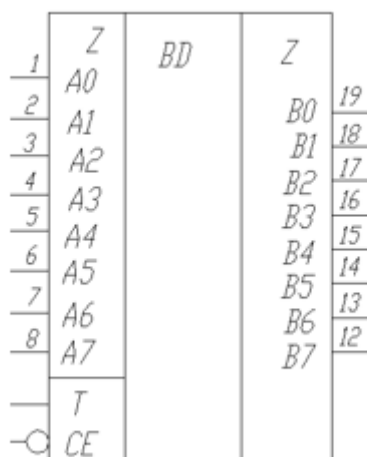 Z BD Z
1 A0 B0 19
2 A1 B1 18
3 A2 B2 17
4 A3 B3 16
5 A4 B4 15
6 A5 B5 14
7 A6 B6 13
8 A7 B7 12
T
CE